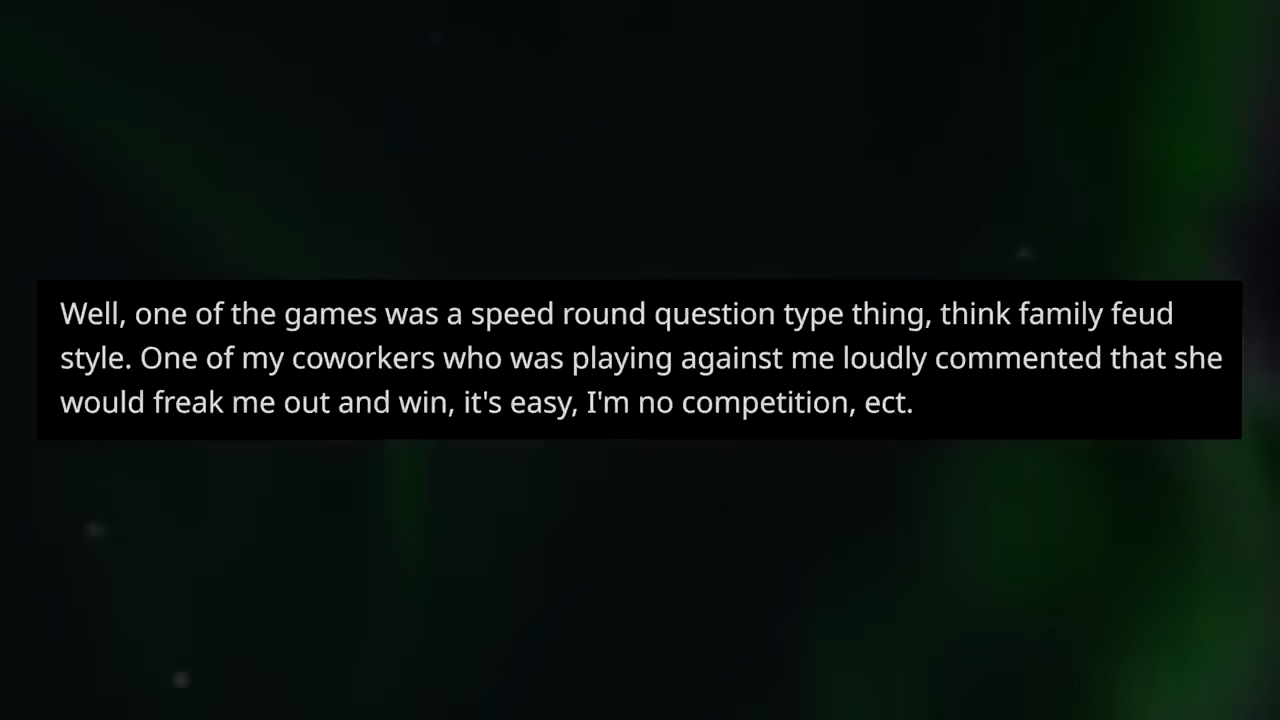 Well, one of the games was a speed round question type thing, think family feud
style. One of my coworkers who was playing against me loudly commented that she
would freak me out and win, it's easy, I'm no competition, ect.